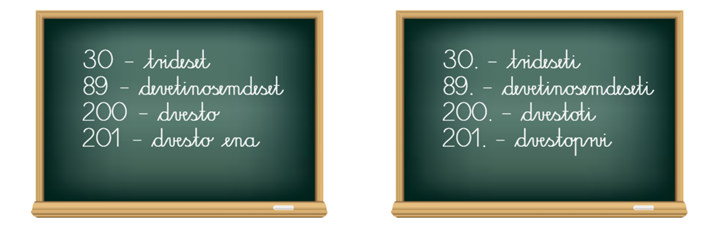 30 - trideset
89 - devetinosemdeset
200 - dvesto
201 - dvesto ena
30. - trideseti
89. - devetinosemdeseti
200. - dvestoti
201. - dvestoprvi